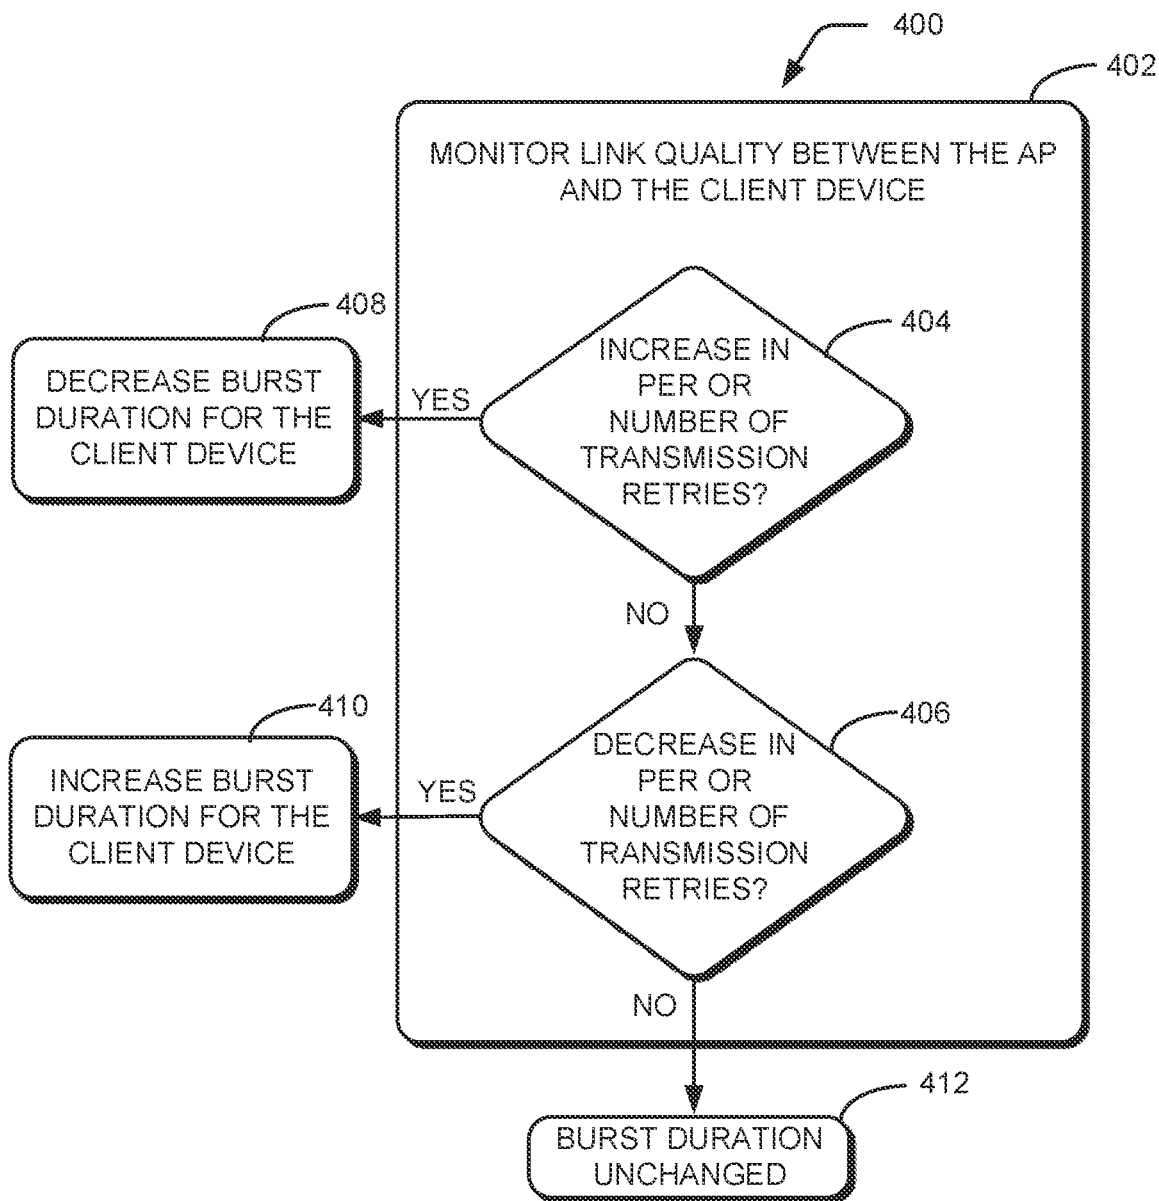 400
402
MONITOR LINK QUALITY BETWEEN THE AP
AND THE CLIENT DEVICE
408
404
DECREASE BURST
DURATION FOR THE
CLIENT DEVICE
YES
INCREASE IN
PER OR
NUMBER OF
TRANSMISSION
RETRIES?
NO
410
406
INCREASE BURST
DURATION FOR THE
CLIENT DEVICE
YES
DECREASE IN
PER OR
NUMBER OF
TRANSMISSION
RETRIES?
NO
412
BURST DURATION
UNCHANGED